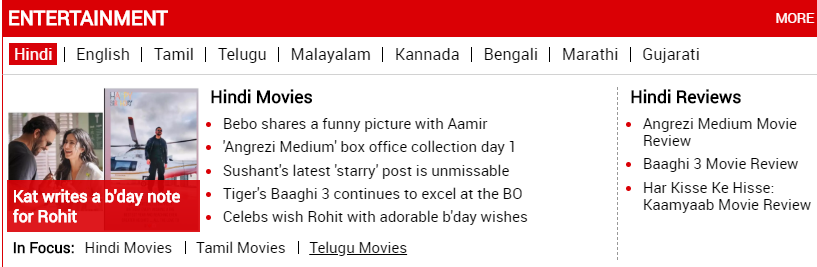 ENTERTAINMENT MORE
Hindi | English | Tamil | Telugu | Malayalam | Kannada | Bengali | Marathi | Gujarati
Kat writes a b'day note
for Rohit
Hindi Movies
Bebo shares a funny picture with Aamir
'Angrezi Medium' box office collection day 1
Sushant's latest 'starry' post is unmissable
Tiger's Baaghi 3 continues to excel at the BO
Celebs wish Rohit with adorable b'day wishes
Hindi Reviews
Angrezi Medium Movie
Review
Baaghi 3 Movie Review
Har Kisse Ke Hisse:
Kaamyaab Movie Review
In Focus: Hindi Movies | Tamil Movies | Telugu Movies